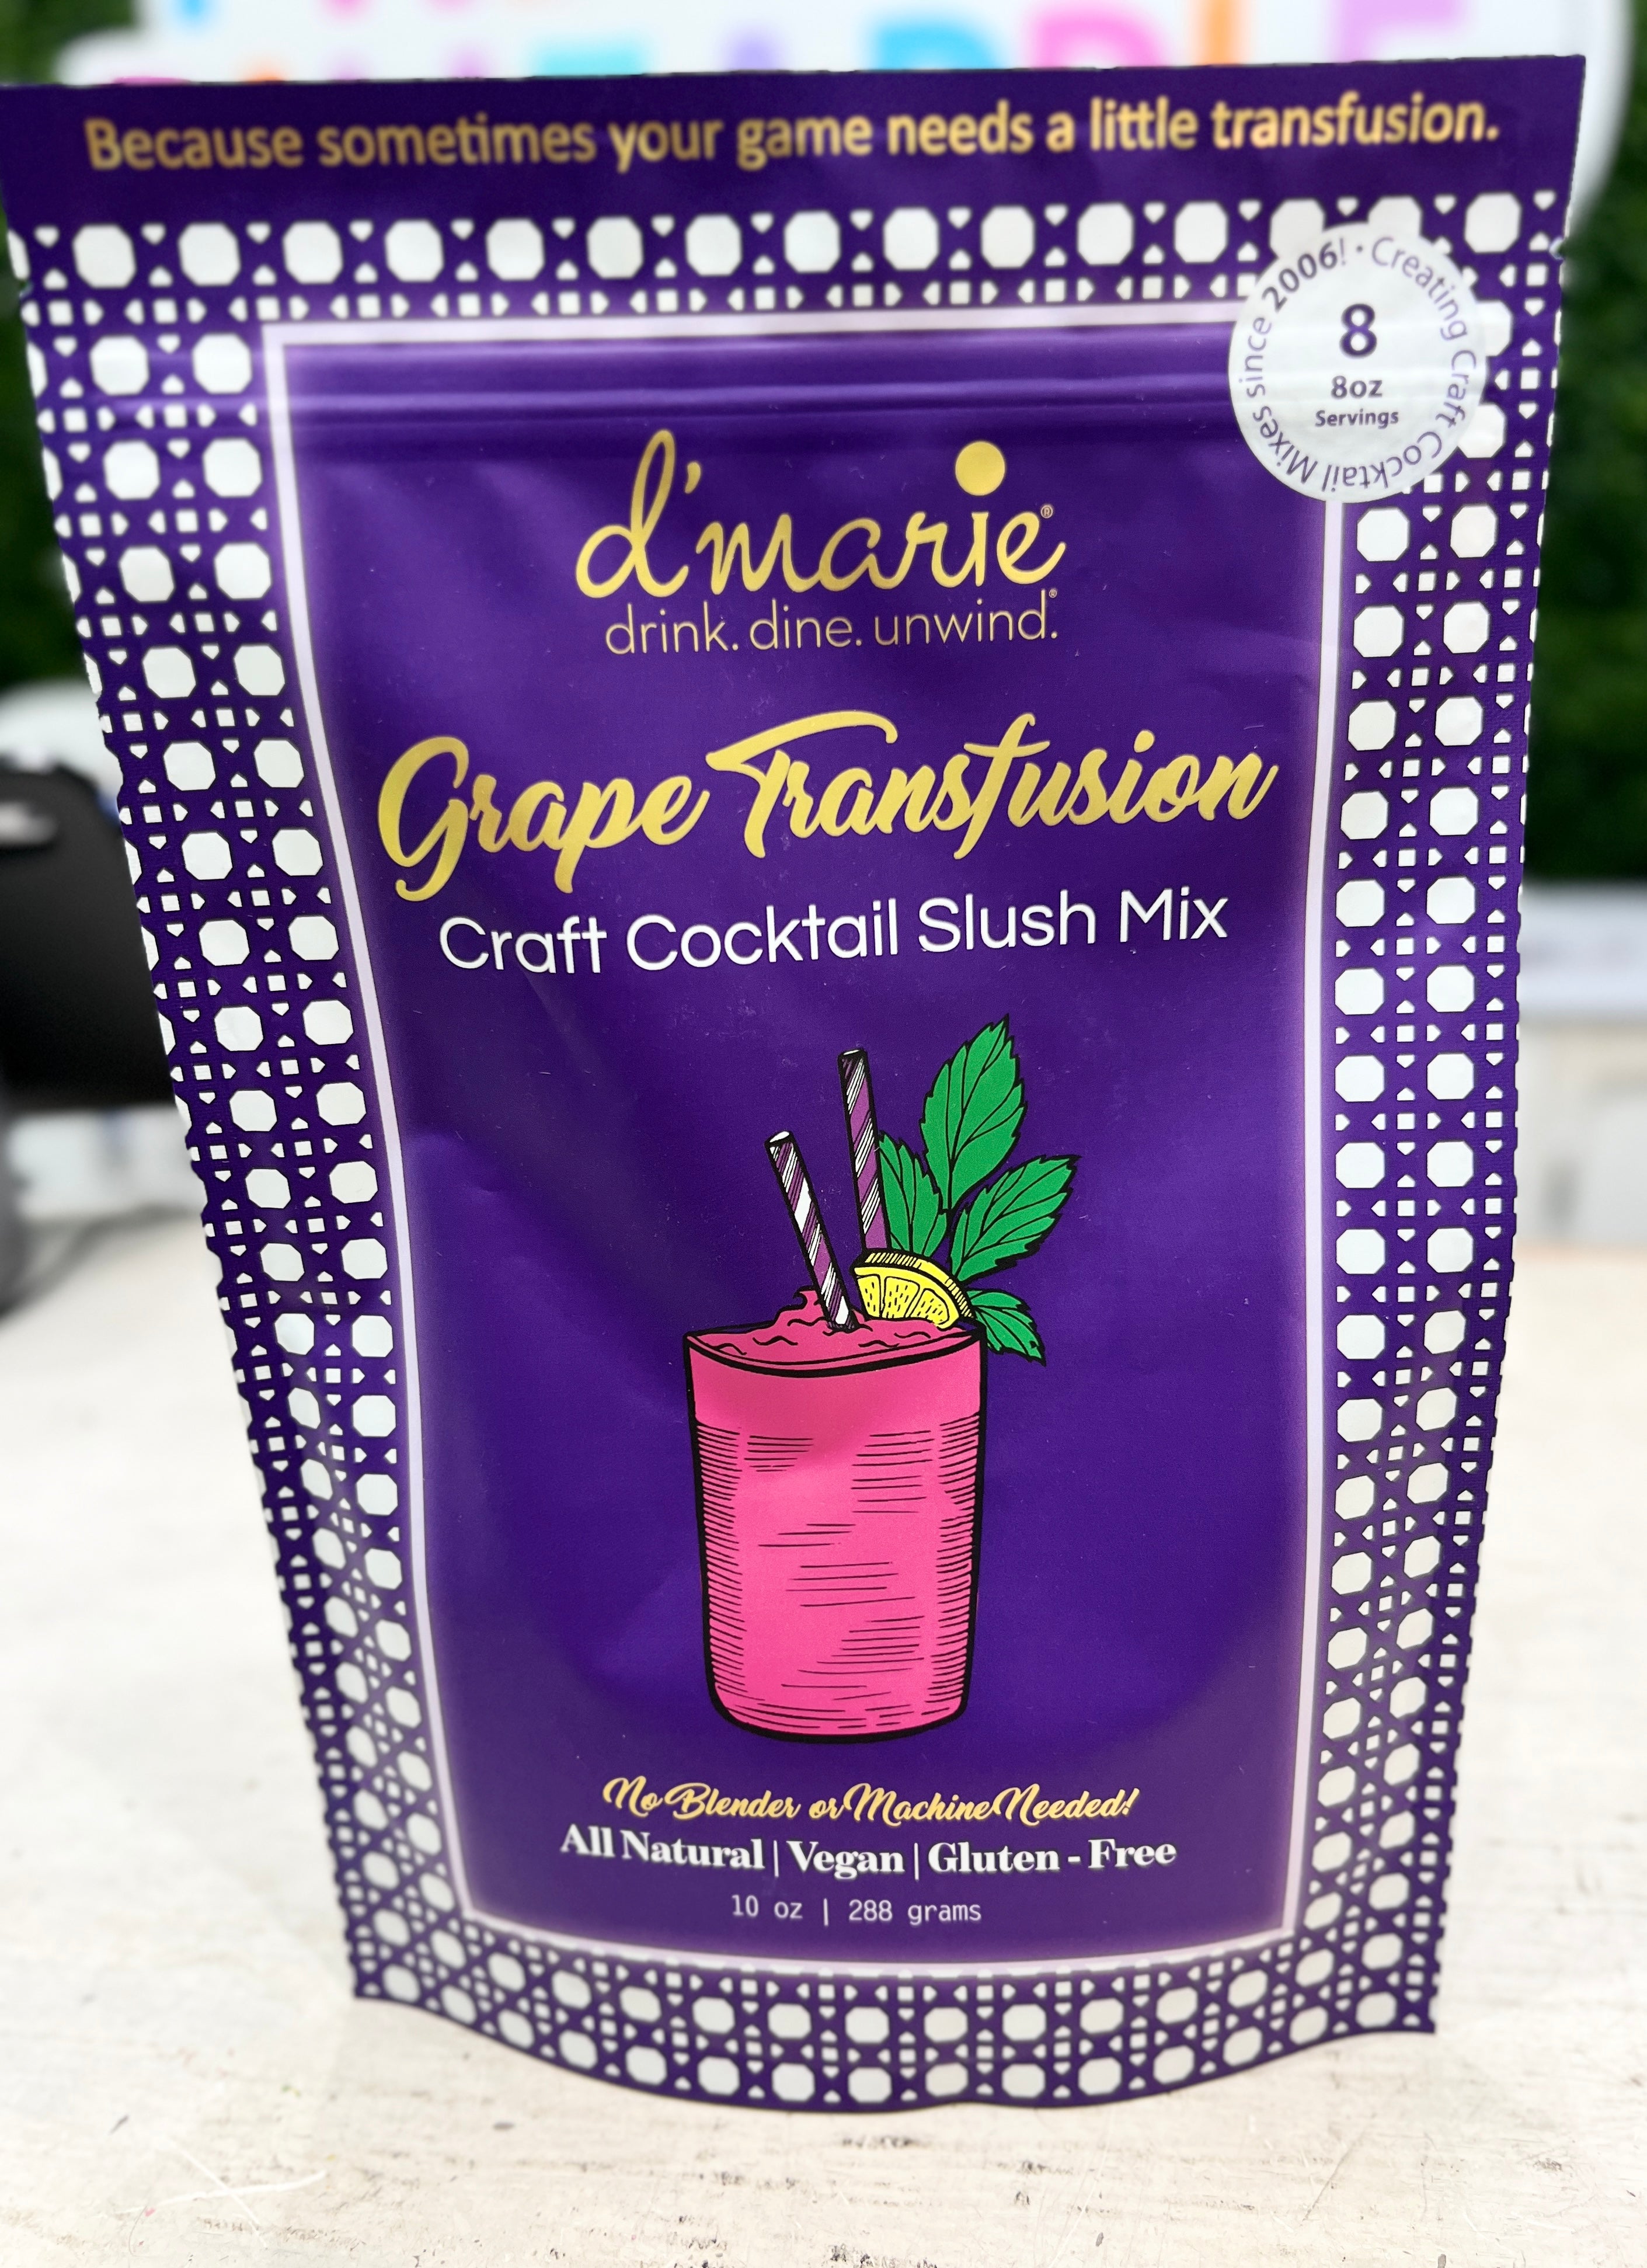 Because sometimes your game needs a little transfusion.
Creating Craft Cocktail Mixes since 2006! •
8
8oz
Servings
d'marie®
drink. dine. unwind.®
Grape Transfusion
Craft Cocktail Slush Mix
No Blender or Machine Needed!
All Natural | Vegan | Gluten - Free
10 oz | 288 grams